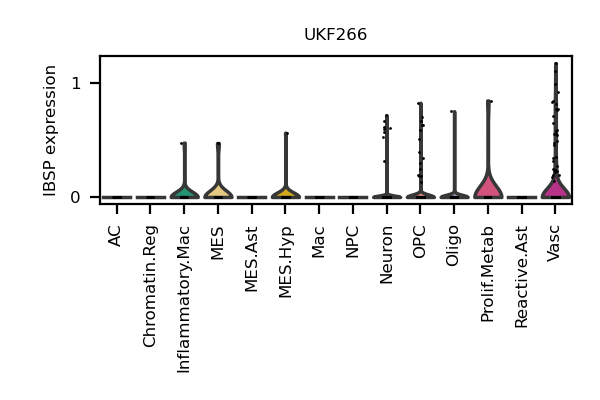 UKF266
IBSP expression
1
0
AC
Chromatin.Reg
Inflammatory.Mac
MES
MES.Ast
MES.Hyp
Mac
NPC
Neuron
OPC
Oligo
Prolif.Metab
Reactive.Ast
Vasc